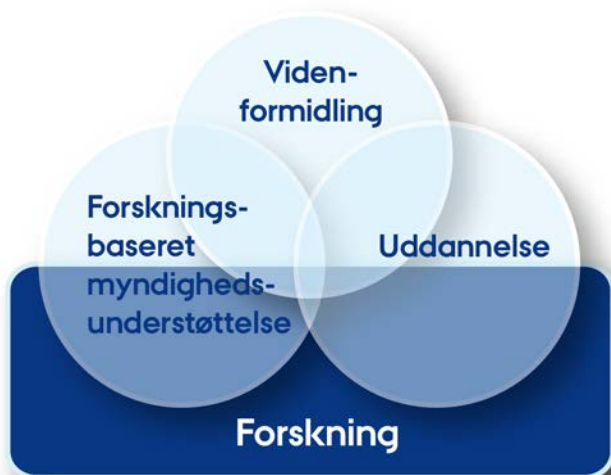 Viden-
formidling
Forsknings-
baseret
myndigheds-
understøttelse
Uddannelse
Forskning